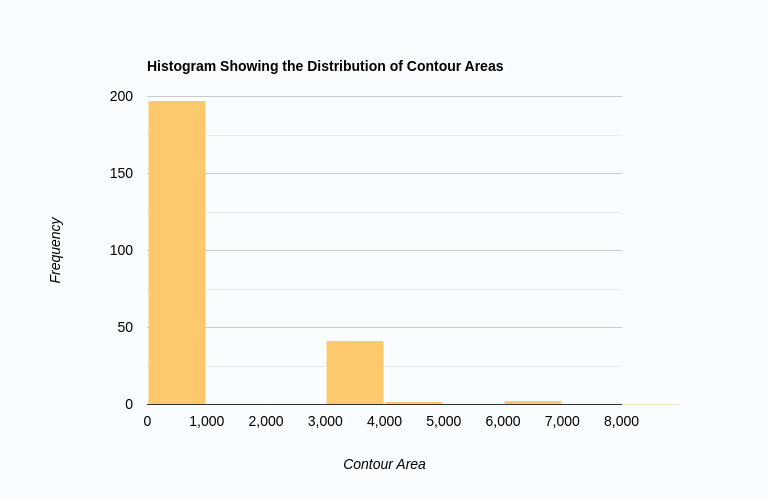 Histogram Showing the Distribution of Contour Areas
200
150
100
50
0
Frequency
0 1,000 2,000 3,000 4,000 5,000 6,000 7,000 8,000
Contour Area